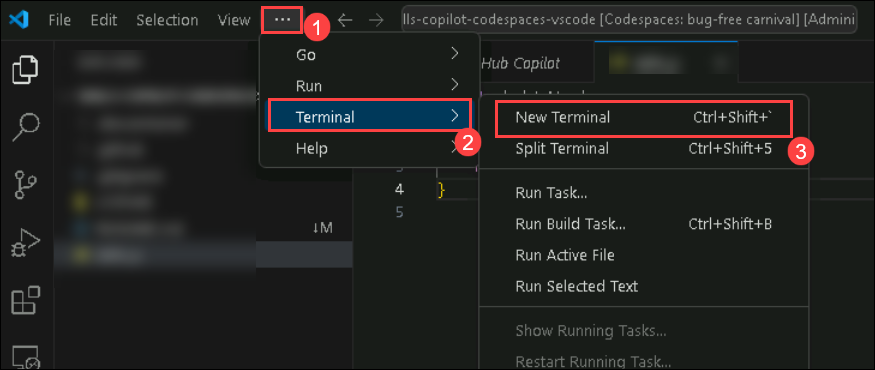 File Edit Selection View ··· 1 lls-copilot-codespaces-vscode [Codespaces: bug-free carnival] [Admini
Go
Run
Terminal
2
Help
Hub Copilot
New Terminal Ctrl+Shift+`
Split Terminal Ctrl+Shift+5
3
Run Task...
Run Build Task... Ctrl+Shift+B
Run Active File
Run Selected Text
Show Running Tasks...
Restart Running Task...
↓M
4 }
5